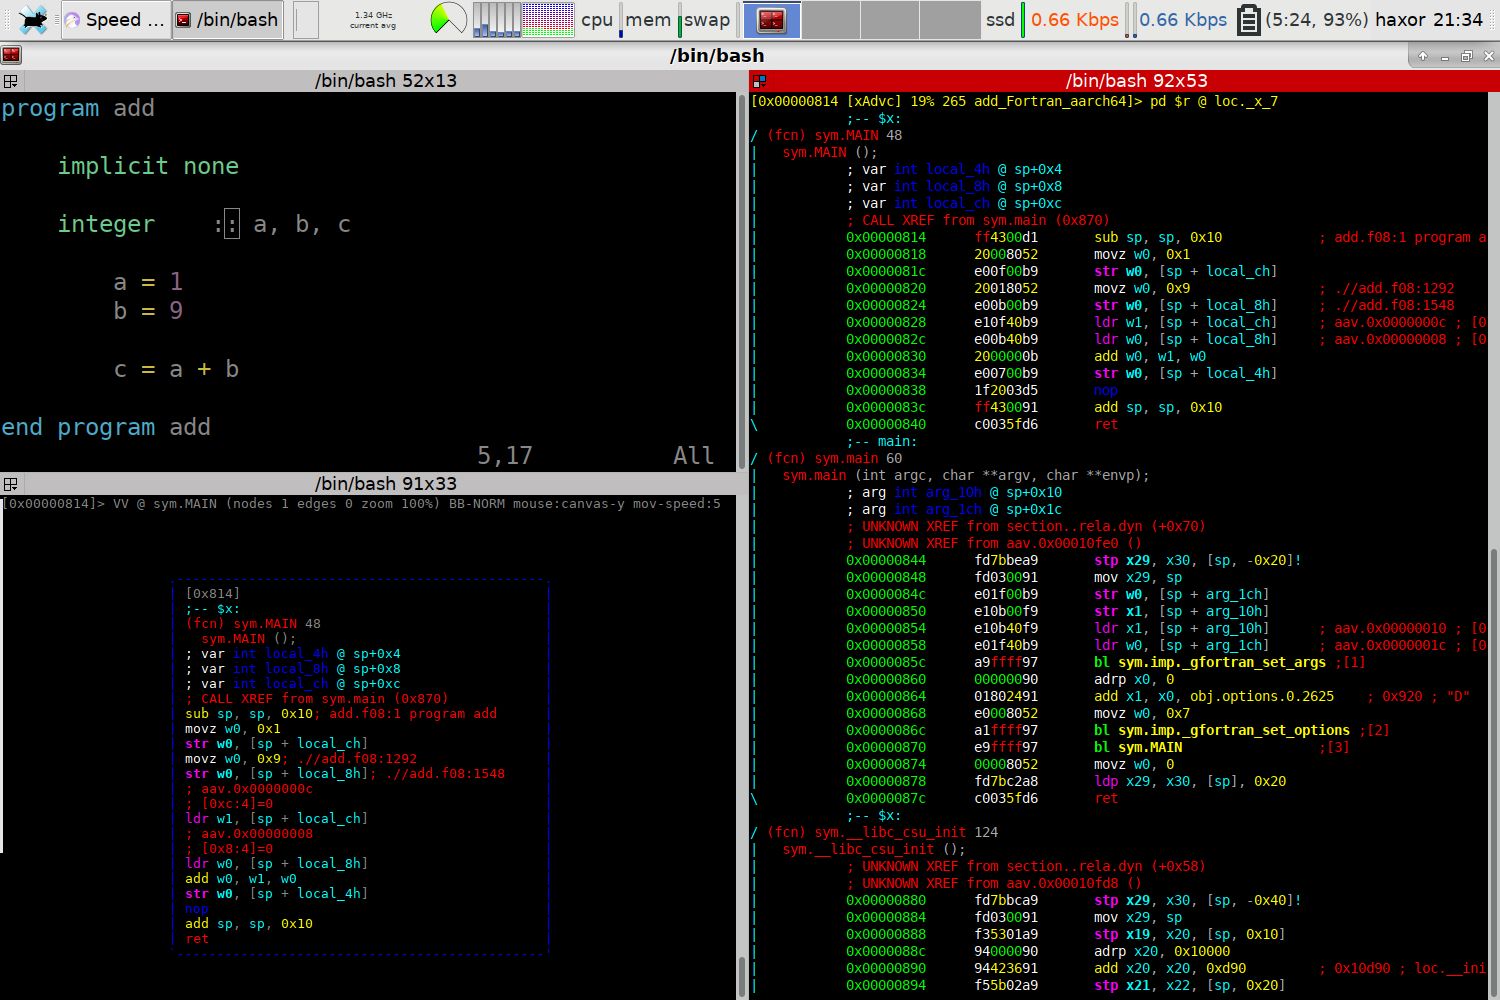 Speed ...
/bin/bash
1.34 GHz
current avg
cpu
mem
swap
ssd
0.66 Kbps
0.66 Kbps
(5:24, 93%)
haxor 21:34
/bin/bash
/bin/bash 52x13
program add
implicit none
integer    :: a, b, c
a = 1
b = 9
c = a + b
end program add
5,17          All
/bin/bash 91x33
[0x00000814]> VV @ sym.MAIN (nodes 1 edges 0 zoom 100%) BB-NORM mouse:canvas-y mov-speed:5
[0x814]
;-- $x:
(fcn) sym.MAIN 48
sym.MAIN ();
; var int local_4h @ sp+0x4
; var int local_8h @ sp+0x8
; var int local_ch @ sp+0xc
; CALL XREF from sym.main (0x870)
sub sp, sp, 0x10; add.f08:1 program add
movz w0, 0x1
str w0, [sp + local_ch]
movz w0, 0x9; .//add.f08:1292
str w0, [sp + local_8h]; .//add.f08:1548
; aav.0x0000000c
; [0xc:4]=0
ldr w1, [sp + local_ch]
; aav.0x00000008
; [0x8:4]=0
ldr w0, [sp + local_8h]
add w0, w1, w0
str w0, [sp + local_4h]
nop
add sp, sp, 0x10
ret
/bin/bash 92x53
[0x00000814 [xAdvc] 19% 265 add_Fortran_aarch64]> pd $r @ loc._x_7
;-- $x:
/ (fcn) sym.MAIN 48
|   sym.MAIN ();
|           ; var int local_4h @ sp+0x4
|           ; var int local_8h @ sp+0x8
|           ; var int local_ch @ sp+0xc
|           ; CALL XREF from sym.main (0x870)
|           0x00000814      ff4300d1       sub sp, sp, 0x10            ; add.f08:1 program a
|           0x00000818      20008052       movz w0, 0x1
|           0x0000081c      e00f00b9       str w0, [sp + local_ch]
|           0x00000820      20018052       movz w0, 0x9                ; .//add.f08:1292
|           0x00000824      e00b00b9       str w0, [sp + local_8h]     ; .//add.f08:1548
|           0x00000828      e10f40b9       ldr w1, [sp + local_ch]     ; aav.0x0000000c ; [0
|           0x0000082c      e00b40b9       ldr w0, [sp + local_8h]     ; aav.0x00000008 ; [0
|           0x00000830      2000000b       add w0, w1, w0
|           0x00000834      e00700b9       str w0, [sp + local_4h]
|           0x00000838      1f2003d5       nop
|           0x0000083c      ff430091       add sp, sp, 0x10
\           0x00000840      c0035fd6       ret
;-- main:
/ (fcn) sym.main 60
|   sym.main (int argc, char **argv, char **envp);
|           ; arg int arg_10h @ sp+0x10
|           ; arg int arg_1ch @ sp+0x1c
|           ; UNKNOWN XREF from section..rela.dyn (+0x70)
|           ; UNKNOWN XREF from aav.0x00010fe0 ()
|           0x00000844      fd7bbea9       stp x29, x30, [sp, -0x20]!
|           0x00000848      fd030091       mov x29, sp
|           0x0000084c      e01f00b9       str w0, [sp + arg_1ch]
|           0x00000850      e10b00f9       str x1, [sp + arg_10h]
|           0x00000854      e10b40f9       ldr x1, [sp + arg_10h]      ; aav.0x00000010 ; [0
|           0x00000858      e01f40b9       ldr w0, [sp + arg_1ch]      ; aav.0x0000001c ; [0
|           0x0000085c      a9ffff97       bl sym.imp._gfortran_set_args ;[1]
|           0x00000860      00000090       adrp x0, 0
|           0x00000864      01802491       add x1, x0, obj.options.0.2625    ; 0x920 ; "D"
|           0x00000868      e0008052       movz w0, 0x7
|           0x0000086c      a1ffff97       bl sym.imp._gfortran_set_options ;[2]
|           0x00000870      e9ffff97       bl sym.MAIN                 ;[3]
|           0x00000874      00008052       movz w0, 0
|           0x00000878      fd7bc2a8       ldp x29, x30, [sp], 0x20
\           0x0000087c      c0035fd6       ret
;-- $x:
/ (fcn) sym.__libc_csu_init 124
|   sym.__libc_csu_init ();
|           ; UNKNOWN XREF from section..rela.dyn (+0x58)
|           ; UNKNOWN XREF from aav.0x00010fd8 ()
|           0x00000880      fd7bbca9       stp x29, x30, [sp, -0x40]!
|           0x00000884      fd030091       mov x29, sp
|           0x00000888      f35301a9       stp x19, x20, [sp, 0x10]
|           0x0000088c      94000090       adrp x20, 0x10000
|           0x00000890      94423691       add x20, x20, 0xd90         ; 0x10d90 ; loc.__ini
|           0x00000894      f55b02a9       stp x21, x22, [sp, 0x20]